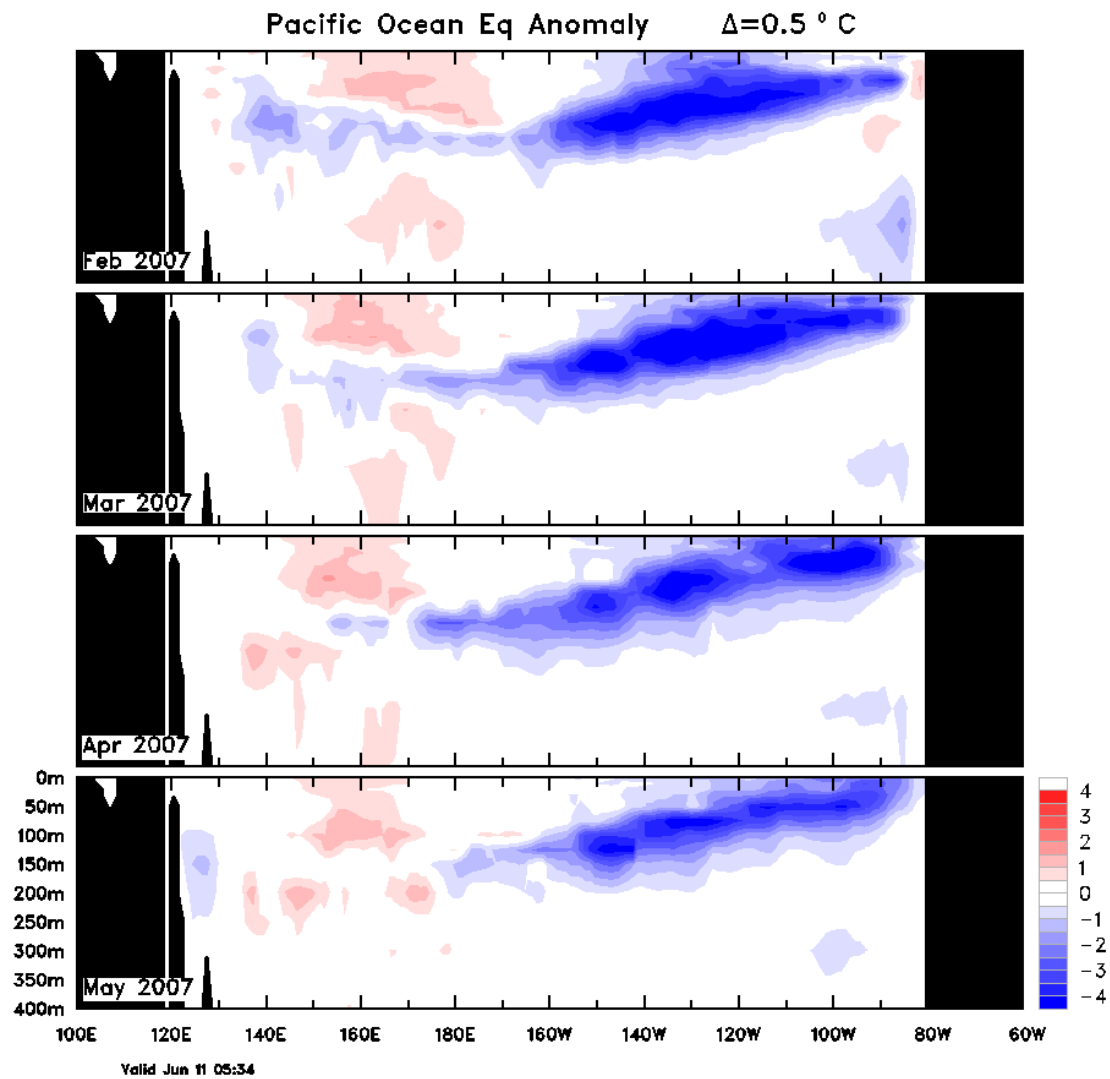 Pacific Ocean Eq Anomaly Δ=0.5 ° C
Feb 2007
Mar 2007
Apr 2007
0m
50m
100m
150m
200m
250m
300m
350m
400m
May 2007
4
3
2
1
0
-1
-2
-3
-4
100E 120E 140E 160E 180E 160W 140W 120W 100W 80W 60W
Valid Jun 11 05:34